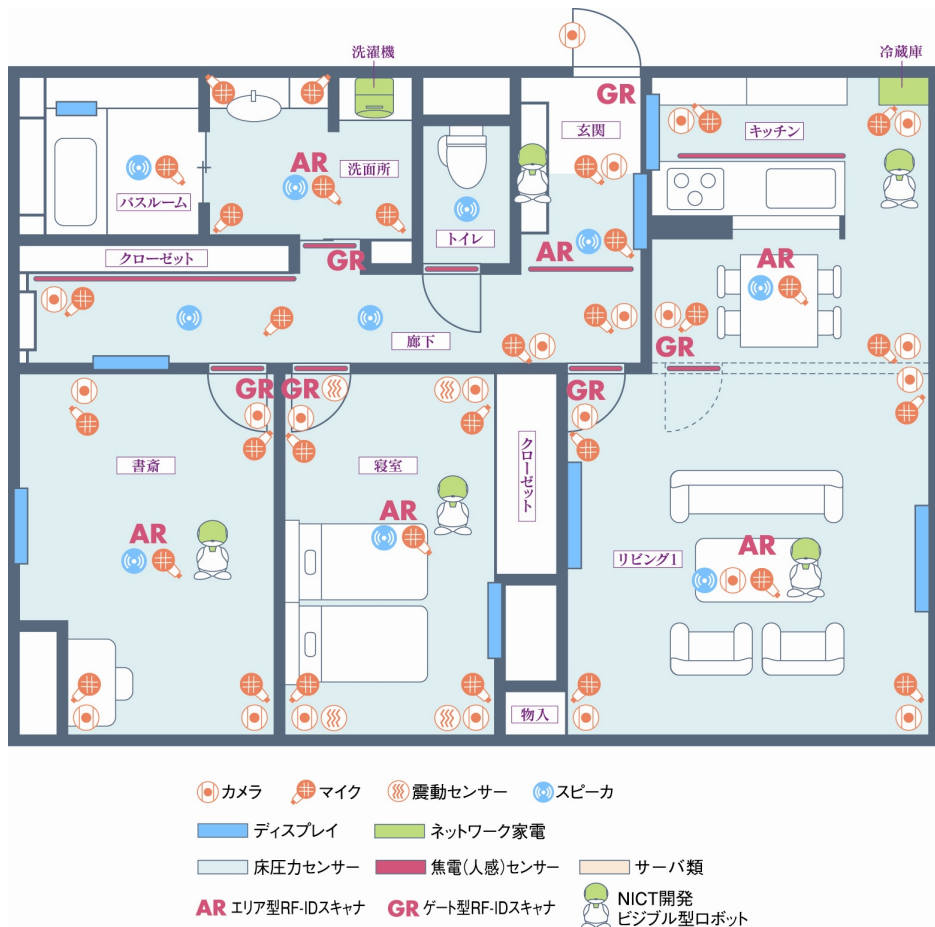 洗濯機
冷蔵庫
GR
玄関
キッチン
AR
洗面所
バスルーム
トイレ
クローゼット
GR
AR
AR
廊下
GR
GR
GR
GR
書斎
寝室
クローゼット
AR
AR
リビング1
AR
物入
カメラ
マイク
震動センサー
スピーカ
ディスプレイ
ネットワーク家電
床圧力センサー
焦電(人感)センサー
サーバ類
AR エリア型RF-IDスキャナ
GR ゲート型RF-IDスキャナ
NICT開発
ビジブル型ロボット